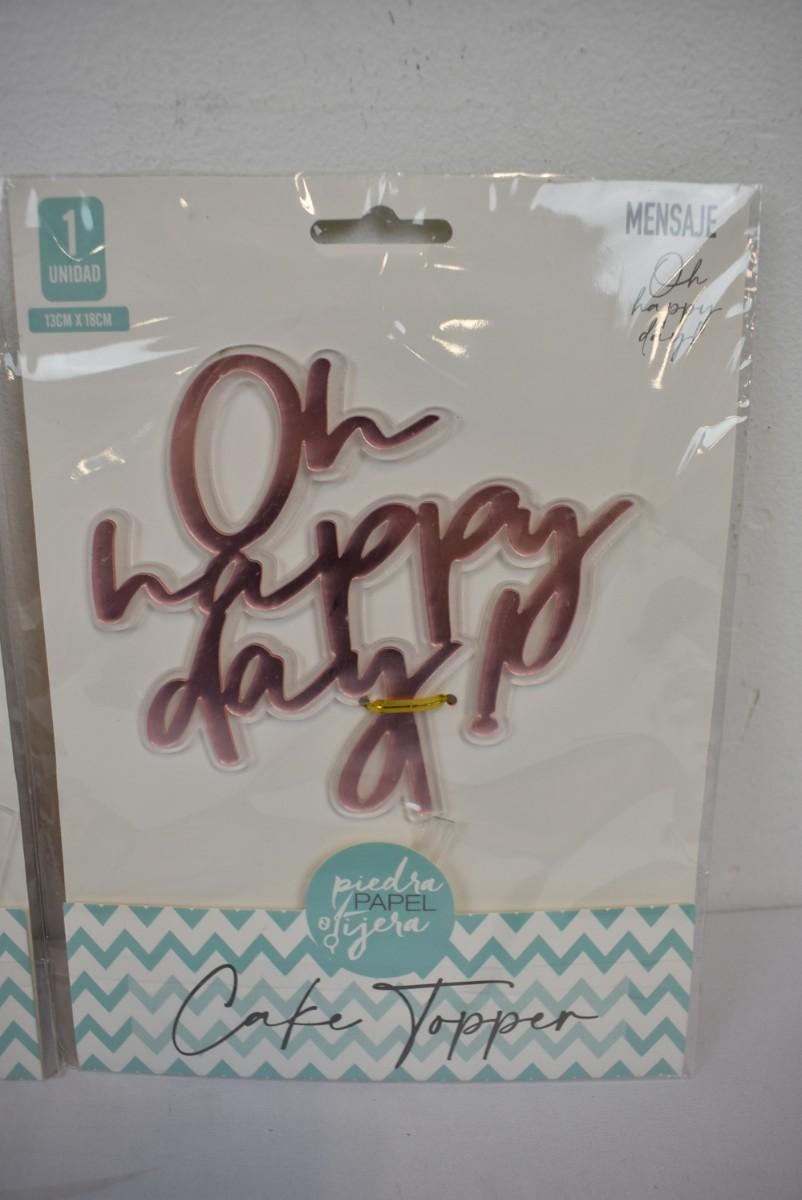 1
UNIDAD
13CM X 18CM
MENSAJE
Oh
happy
day!
Oh
happy
day!
piedra
PAPEL
o tijera
Cake Topper